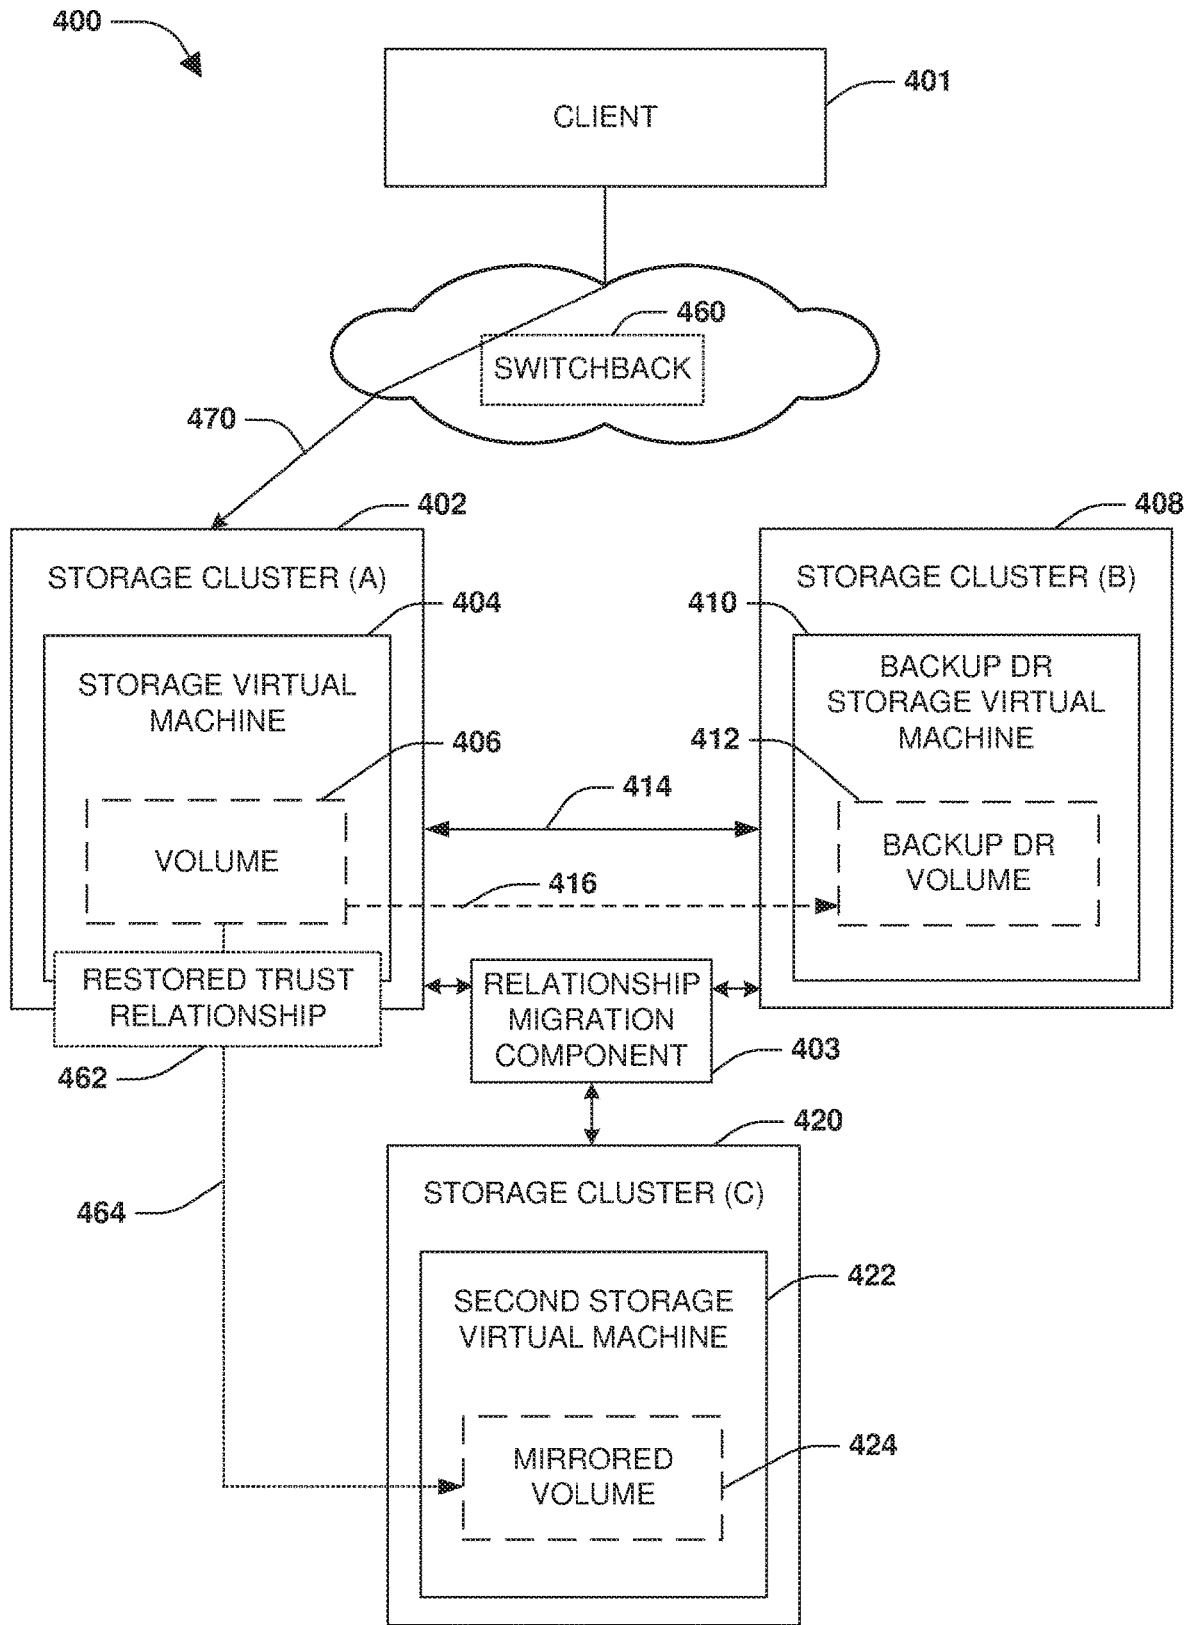 400
CLIENT
401
460
SWITCHBACK
470
402
STORAGE CLUSTER (A)
404
STORAGE VIRTUAL
MACHINE
406
VOLUME
408
STORAGE CLUSTER (B)
410
BACKUP DR
STORAGE VIRTUAL
MACHINE
412
BACKUP DR
VOLUME
414
416
RESTORED TRUST
RELATIONSHIP
462
RELATIONSHIP
MIGRATION
COMPONENT
403
464
420
STORAGE CLUSTER (C)
422
SECOND STORAGE
VIRTUAL MACHINE
424
MIRRORED
VOLUME